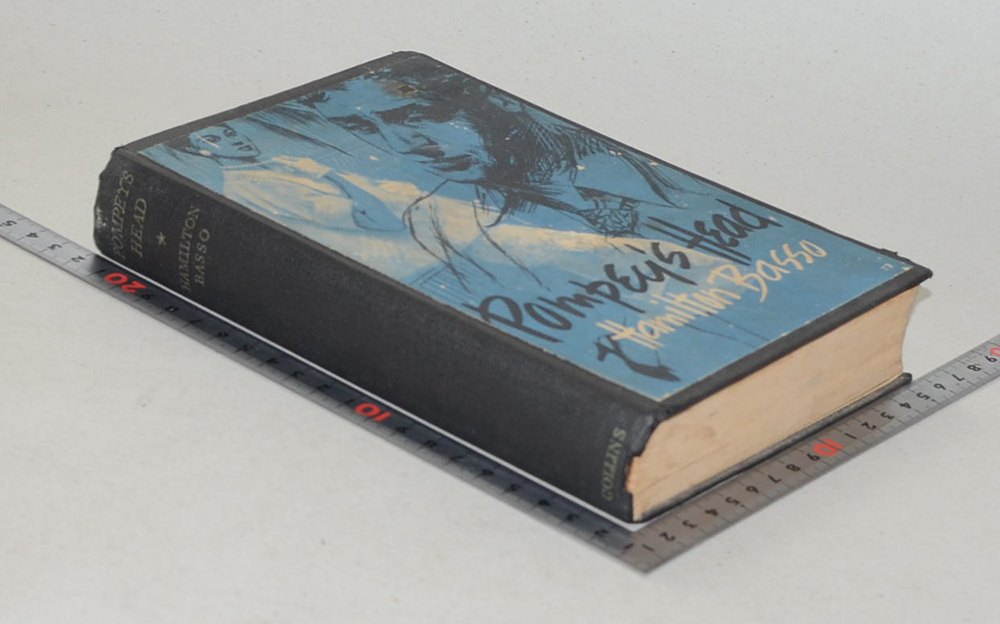 POMPEY'S
HEAD
*
HAMILTON
BASSO
COLLINS
Pompey's Head
Hamilton Basso
20
10
10